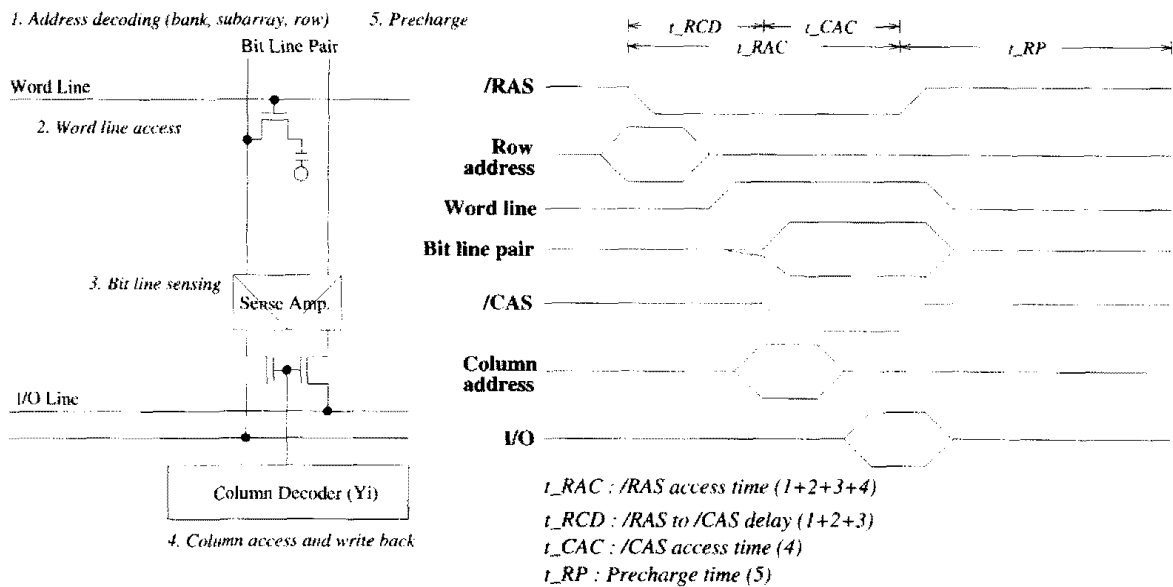 1. Address decoding (bank, subarray, row)
5. Precharge
Bit Line Pair
Word Line
2. Word line access
3. Bit line sensing
Sense Amp.
I/O Line
Column Decoder (Yi)
4. Column access and write back
t_RCD
t_CAC
t_RAC
t_RP
/RAS
Row
address
Word line
Bit line pair
/CAS
Column
address
I/O
t_RAC : /RAS access time (1+2+3+4)
t_RCD : /RAS to /CAS delay (1+2+3)
t_CAC : /CAS access time (4)
t_RP : Precharge time (5)